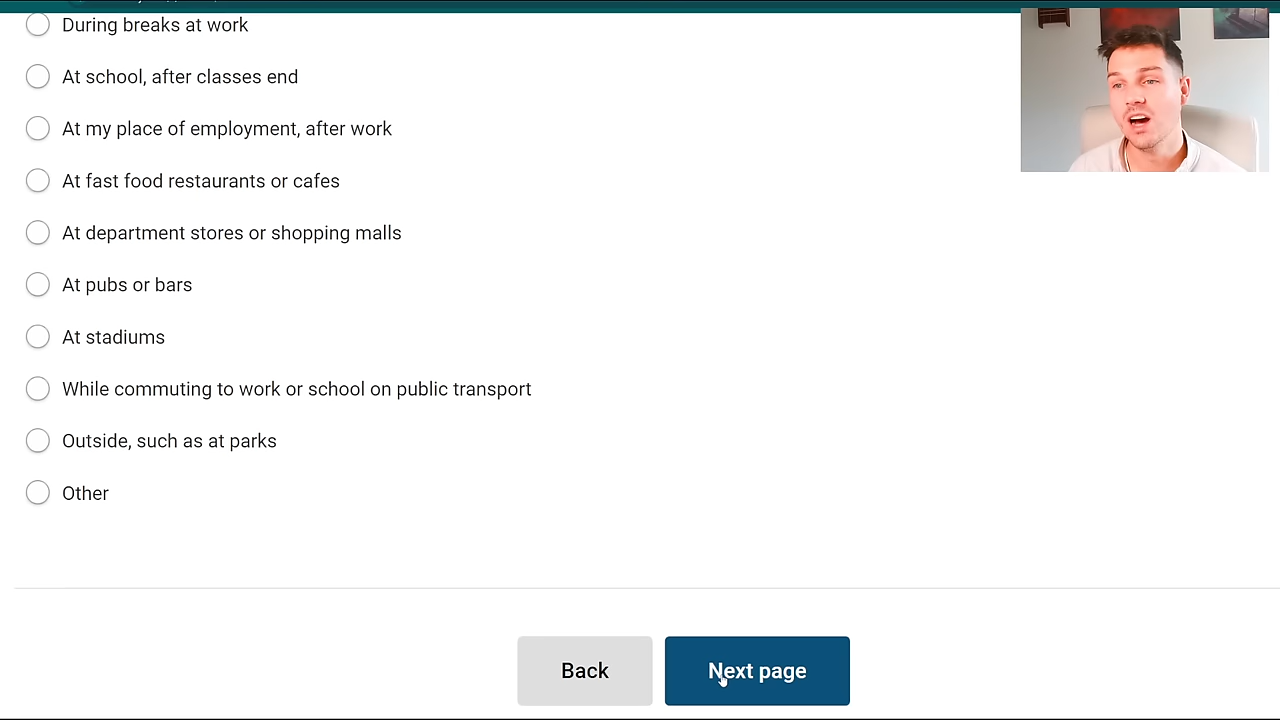 During breaks at work
At school, after classes end
At my place of employment, after work
At fast food restaurants or cafes
At department stores or shopping malls
At pubs or bars
At stadiums
While commuting to work or school on public transport
Outside, such as at parks
Other
Back
Next page